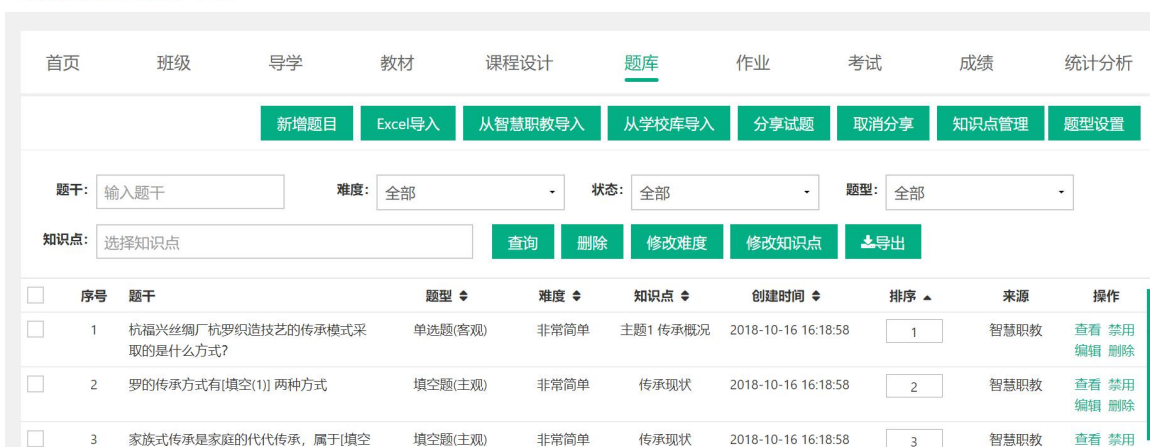 首页 班级 导学 教材 课程设计 题库 作业 考试 成绩 统计分析
新增题目 Excel导入 从智慧职教导入 从学校库导入 分享试题 取消分享 知识点管理 题型设置
题干: 输入题干 难度: 全部 状态: 全部 题型: 全部
知识点: 选择知识点 查询 删除 修改难度 修改知识点 导出
序号 题干 题型 难度 知识点 创建时间 排序 来源 操作
1 杭福兴丝绸厂杭罗织造技艺的传承模式采 单选题(客观) 非常简单 主题1 传承概况 2018-10-16 16:18:58 1 智慧职教 查看 禁用
取的是什么方式? 编辑 删除
2 罗的传承方式有[填空(1)] 两种方式 填空题(主观) 非常简单 传承现状 2018-10-16 16:18:58 2 智慧职教 查看 禁用
编辑 删除
3 家族式传承是家庭的代代传承，属于[填空 填空题(主观) 非常简单 传承现状 2018-10-16 16:18:58 3 智慧职教 查看 禁用